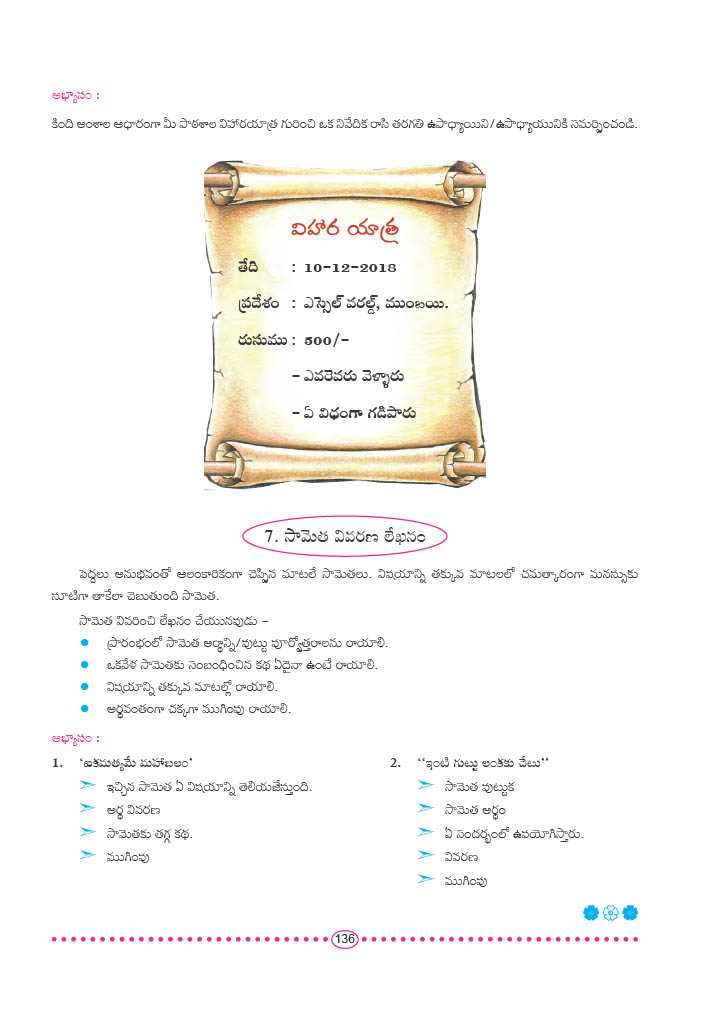 అభ్యాసం :
కింది అంశాల ఆధారంగా మీ పాఠశాల విహారయాత్ర గురించి ఒక నివేదిక రాసి తరగతి ఉపాధ్యాయిని/ఉపాధ్యాయునికి సమర్పించండి.
విహార యాత్ర
తేది : 10-12-2018
ప్రదేశం : ఎస్సెల్ వరల్డ్, ముంబయి.
రుసుము : 500/-
- ఎవరెవరు వెళ్ళారు
- ఏ విధంగా గడిపారు
7. సామెత వివరణ లేఖనం
పెద్దలు అనుభవంతో ఆలంకారికంగా చెప్పిన మాటలే సామెతలు. విషయాన్ని తక్కువ మాటలలో చమత్కారంగా మనస్సుకు
సూటిగా తాకేలా చెబుతుంది సామెత.
సామెత వివరించి లేఖనం చేయునవుడు -
• ప్రారంభంలో సామెత అర్థాన్ని/పుట్టు పూర్వోత్తరాలను రాయాలి.
• ఒకవేళ సామెతకు సంబంధించిన కథ ఏదైనా ఉంటే రాయాలి.
• విషయాన్ని తక్కువ మాటల్లో రాయాలి.
• అర్థవంతంగా చక్కగా ముగింపు రాయాలి.
అభ్యాసం :
1. 'ఐకమత్యమే మహాబలం'
➢ ఇచ్చిన సామెత ఏ విషయాన్ని తెలియజేస్తుంది.
➢ అర్థ వివరణ
➢ సామెతకు తగ్గ కథ.
➢ ముగింపు
2. ‘‘ఇంటి గుట్టు లంకకు చేటు’’
➢ సామెత పుట్టుక
➢ సామెత అర్థం
➢ ఏ సందర్భంలో ఉపయోగిస్తారు.
➢ వివరణ
➢ ముగింపు
136